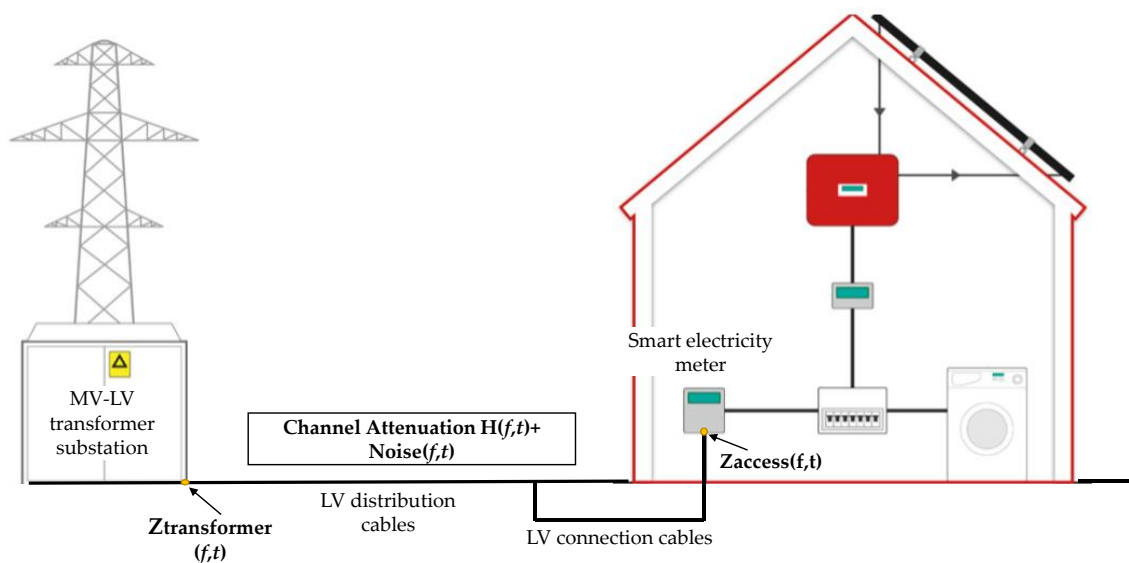 Smart electricity
meter
MV-LV
transformer
substation
Channel Attenuation H(f,t)+
Noise(f,t)
Zaccess(f,t)
Ztransformer
(f,t)
LV distribution
cables
LV connection cables